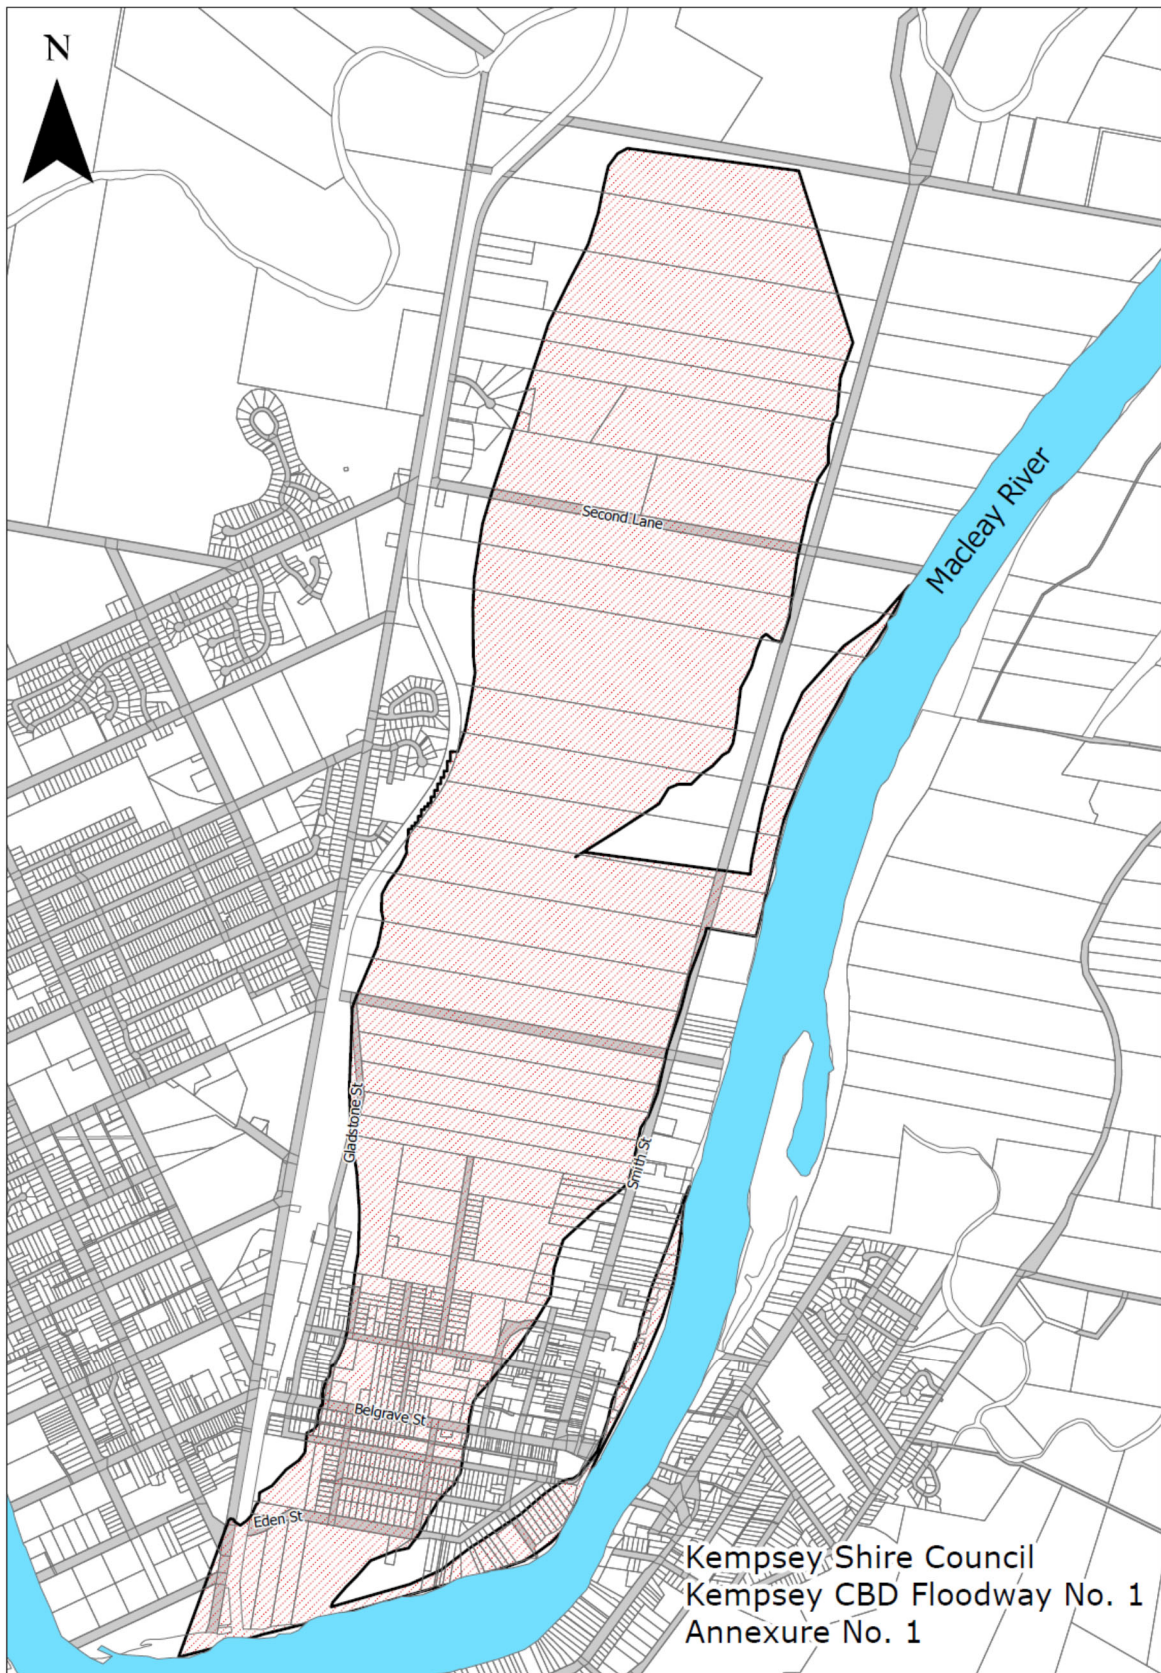 N
Second Lane
Macleay River
Gladstone St
Smith St
Belgrave St
Eden St
Kempsey Shire Council
Kempsey CBD Floodway No. 1
Annexure No. 1